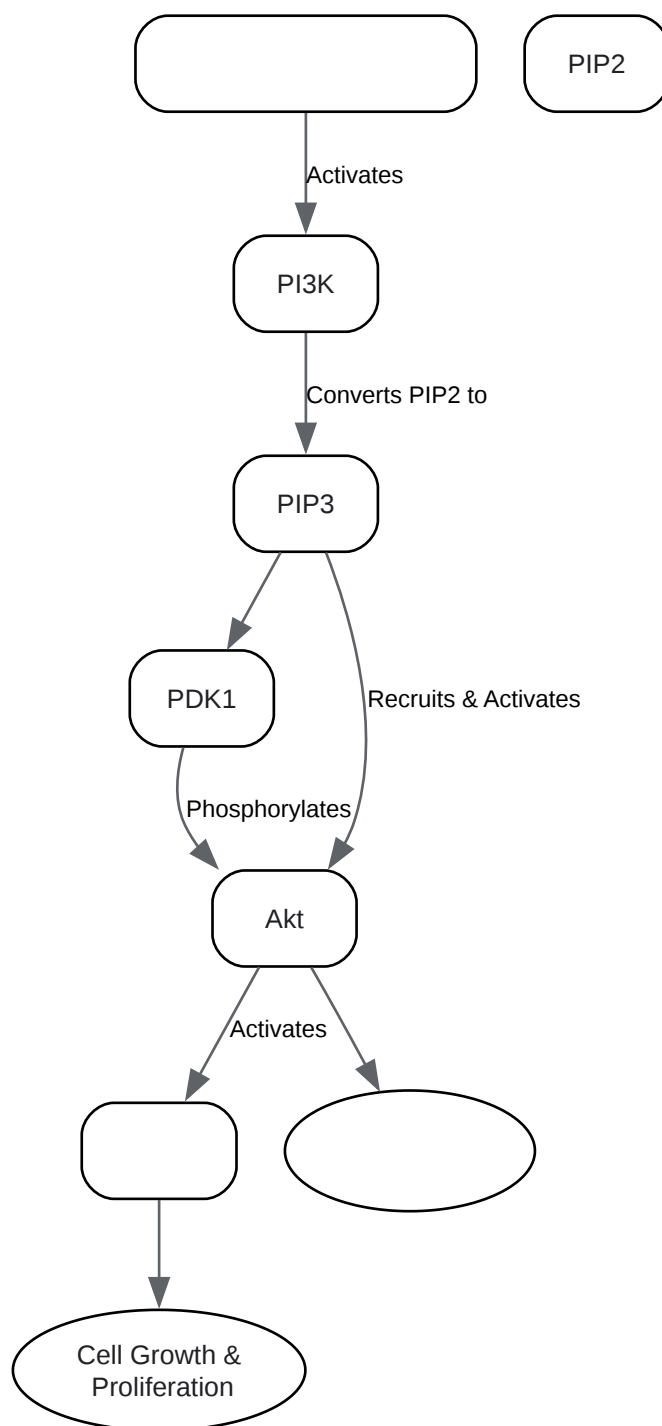 PIP2
Activates
PI3K
Converts PIP2 to
PIP3
PDK1
Recruits & Activates
Phosphorylates
Akt
Activates
Cell Growth &
Proliferation